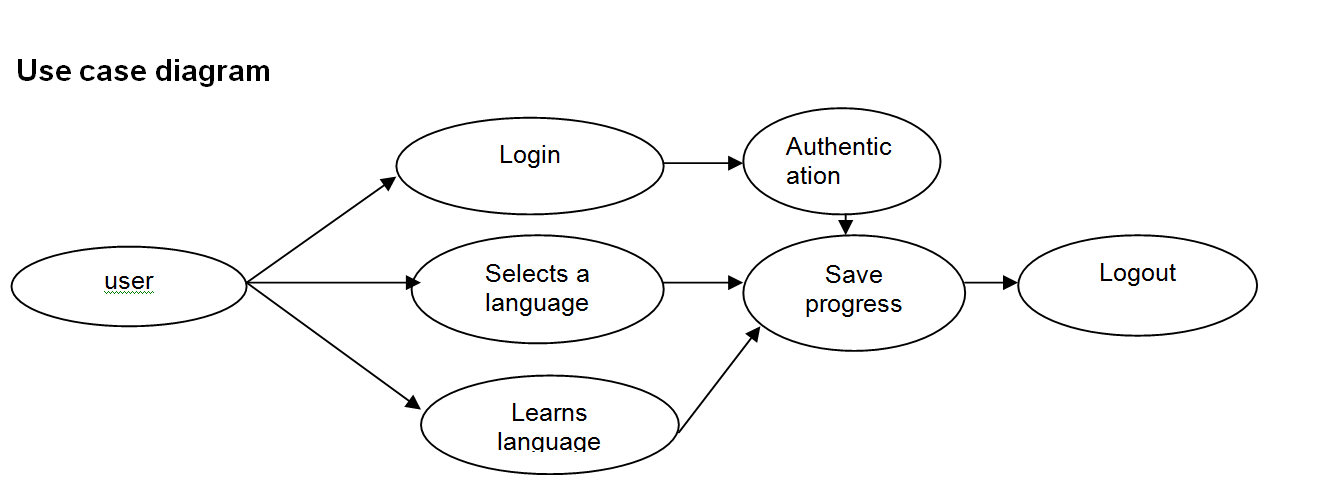 Use case diagram
Login
Authentic
ation
user
Selects a
language
Save
progress
Logout
Learns
language